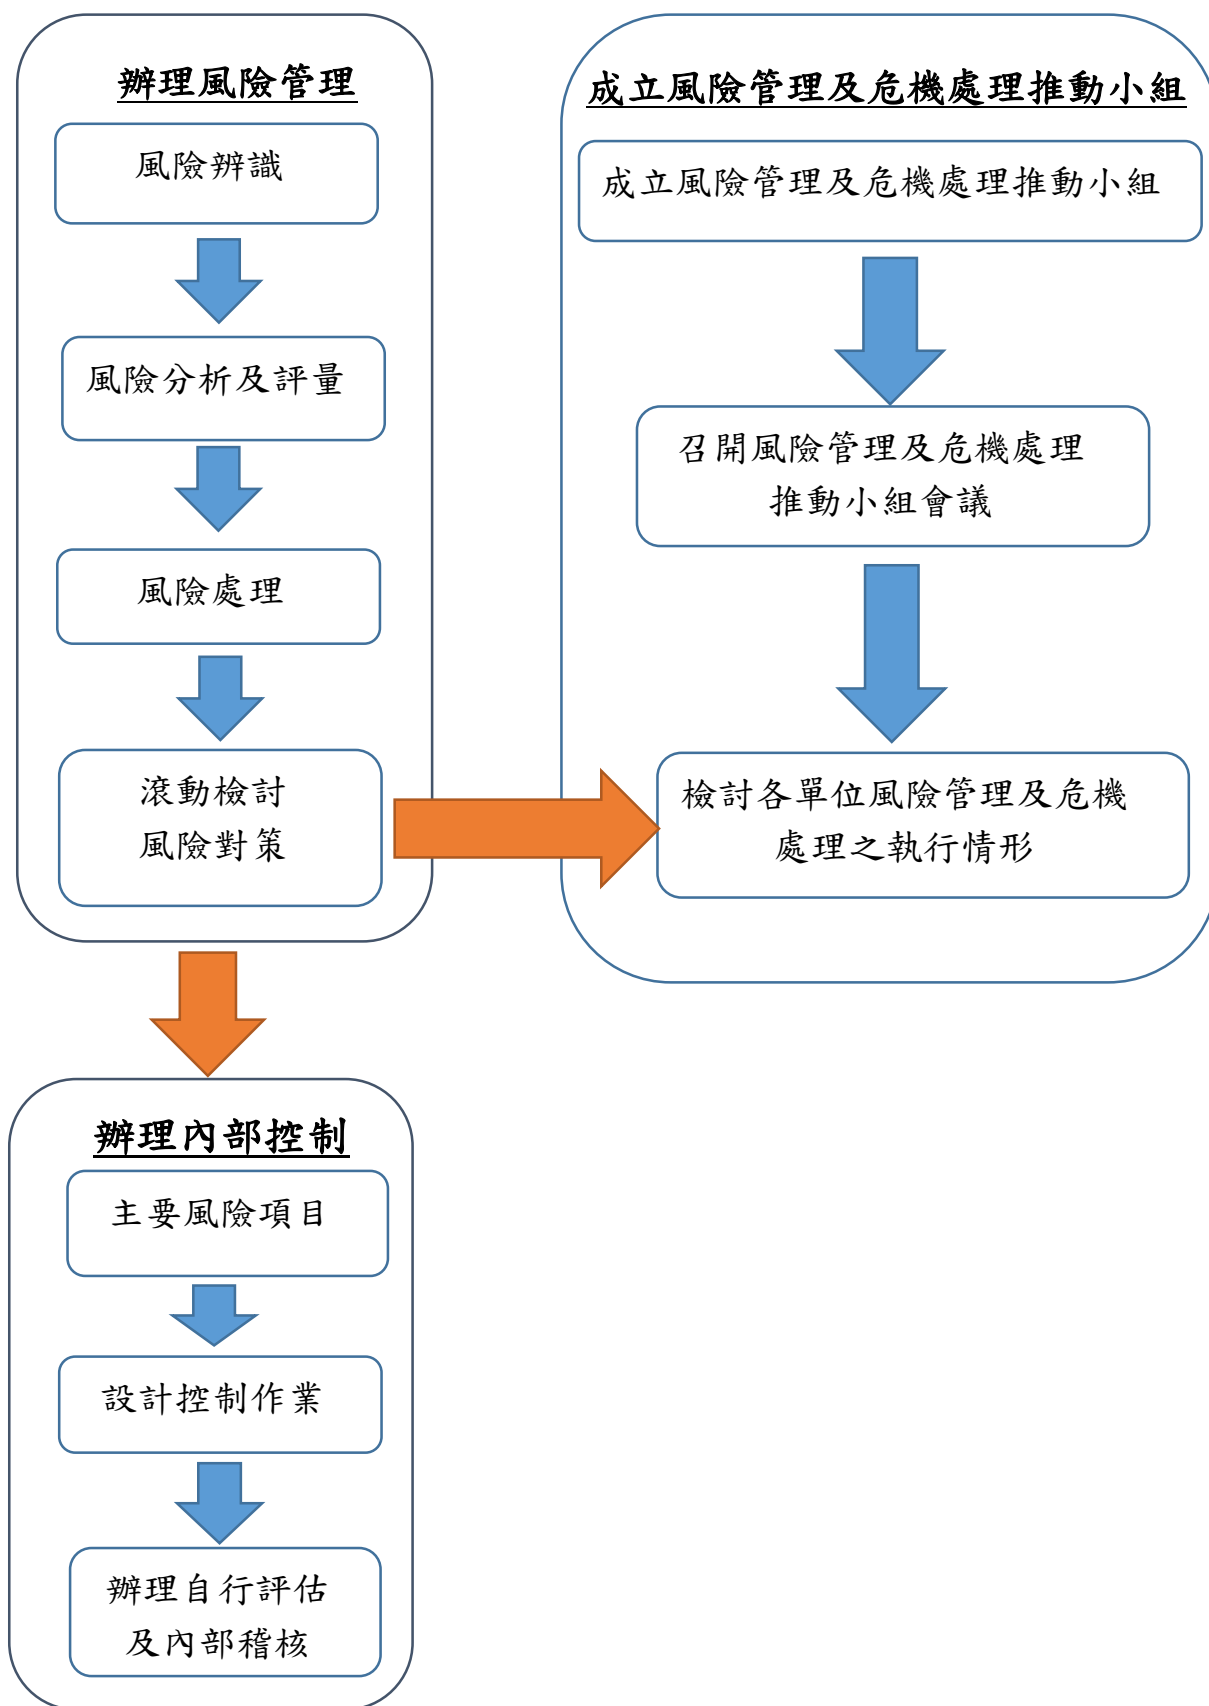 辦理風險管理
風險辨識
風險分析及評量
風險處理
滾動檢討
風險對策
成立風險管理及危機處理推動小組
成立風險管理及危機處理推動小組
召開風險管理及危機處理
推動小組會議
檢討各單位風險管理及危機
處理之執行情形
辦理內部控制
主要風險項目
設計控制作業
辦理自行評估
及內部稽核